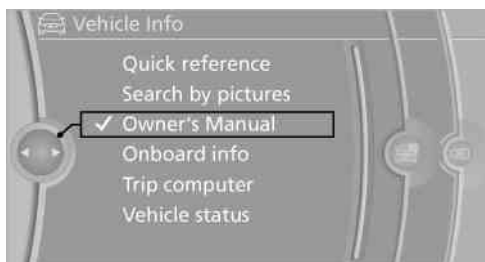 Vehicle Info
Quick reference
Search by pictures
Owner's Manual
Onboard info
Trip computer
Vehicle status